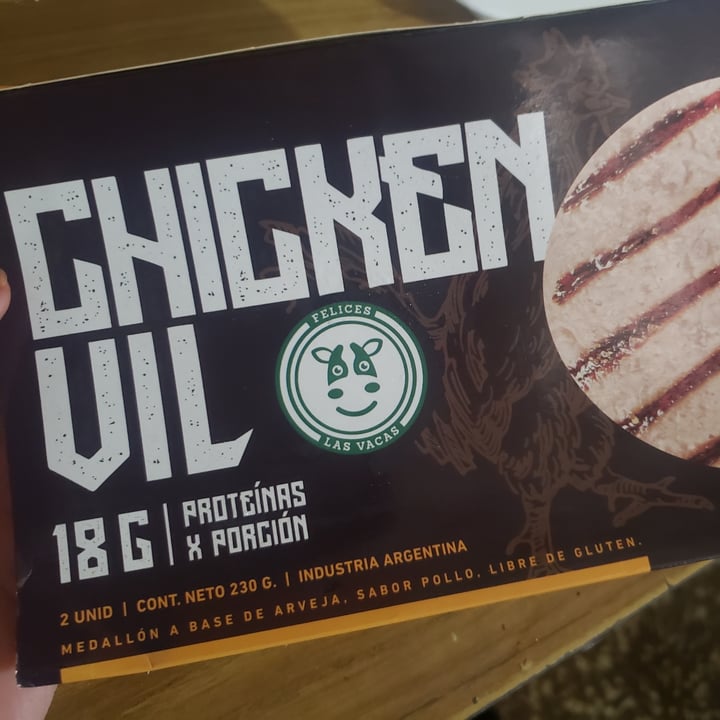 CHICKEN
VIL
FELICES
LAS VACAS
18 G | PROTEÍNAS
X PORCIÓN
2 UNID | CONT. NETO 230 G. | INDUSTRIA ARGENTINA
MEDALLÓN A BASE DE ARVEJA, SABOR POLLO, LIBRE DE GLUTEN.